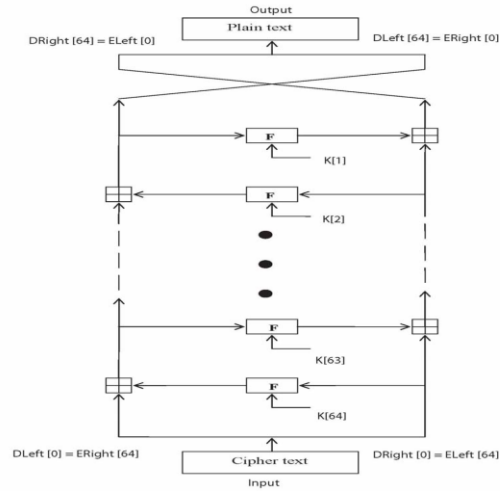 Output
DRight [64] = ELeft [0]
Plain text
DLeft [64] = ERight [0]
F
K[1]
F
K[2]
F
K[63]
F
K[64]
DLeft [0] = ERight [64]
Cipher text
DRight [0] = ELeft [64]
Input